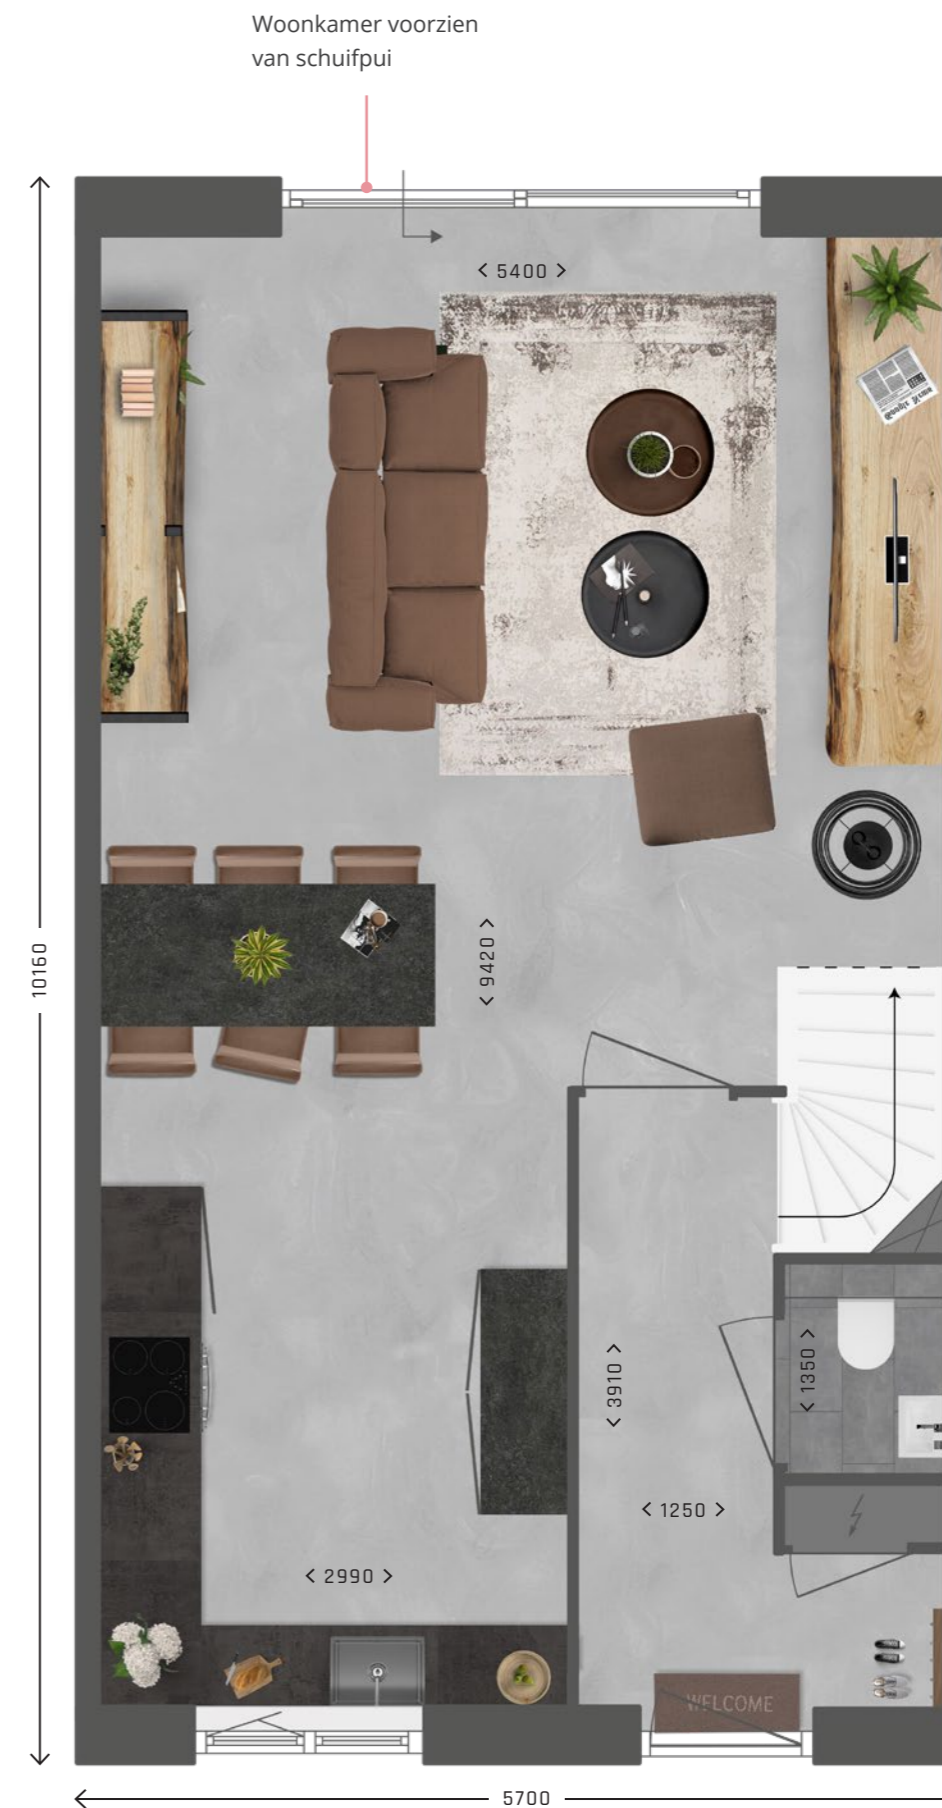 Woonkamer voorzien
van schuifpui
< 5400 >
< 9420 >
10160
< 3910 >
< 1350 >
< 1250 >
< 2990 >
WELCOME
5700